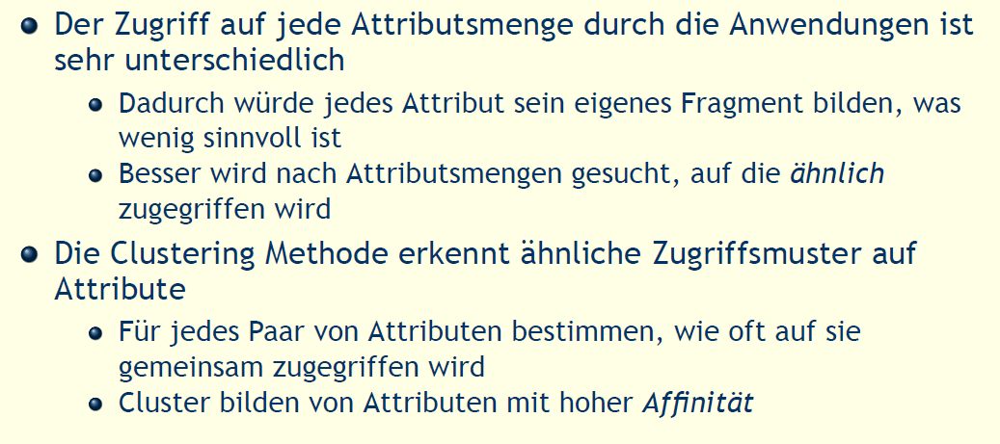 Der Zugriff auf jede Attributsmenge durch die Anwendungen ist
sehr unterschiedlich
Dadurch würde jedes Attribut sein eigenes Fragment bilden, was
wenig sinnvoll ist
Besser wird nach Attributsmengen gesucht, auf die ähnlich
zugegriffen wird
Die Clustering Methode erkennt ähnliche Zugriffsmuster auf
Attribute
Für jedes Paar von Attributen bestimmen, wie oft auf sie
gemeinsam zugegriffen wird
Cluster bilden von Attributen mit hoher Affinität